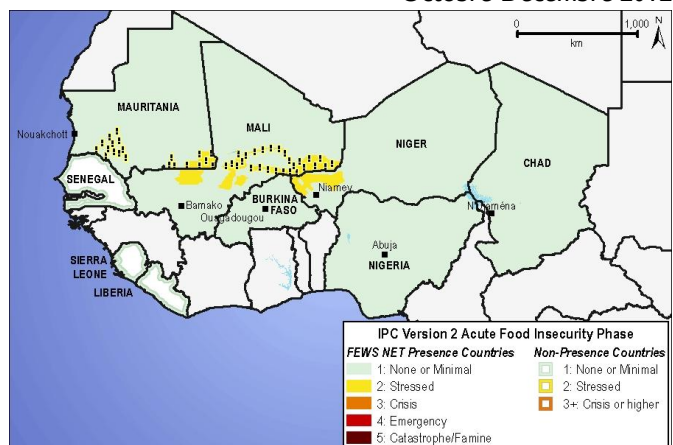 0 1,000
km N
MAURITANIA
Nouakchott
MALI
NIGER
CHAD
SENEGAL
Niamey
Bamako
BURKINA
FASO
Ouagadougou
N'Djaména
Abuja
NIGERIA
SIERRA
LEONE
LIBERIA
IPC Version 2 Acute Food Insecurity Phase
FEWS NET Presence Countries
1: None or Minimal
2: Stressed
3: Crisis
4: Emergency
5: Catastrophe/Famine
Non-Presence Countries
1: None or Minimal
2: Stressed
3+: Crisis or higher